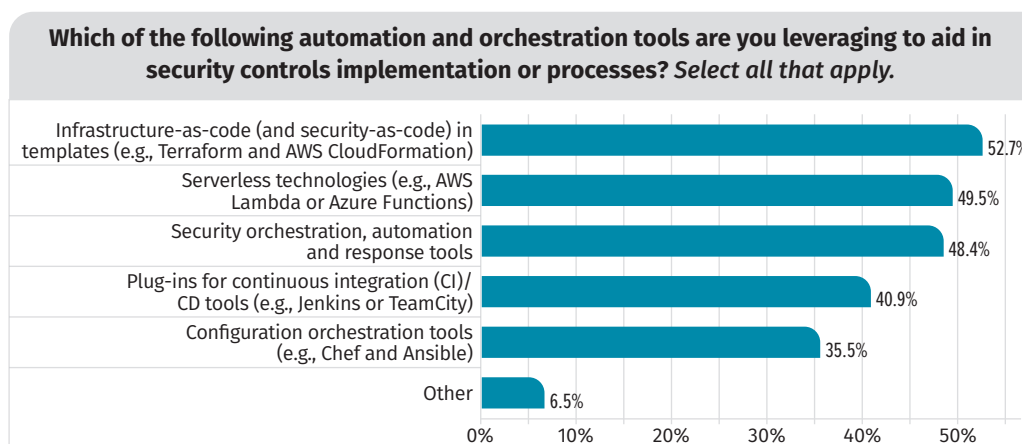 Which of the following automation and orchestration tools are you leveraging to aid in
security controls implementation or processes? Select all that apply.
Infrastructure-as-code (and security-as-code) in
templates (e.g., Terraform and AWS CloudFormation)
52.7%
Serverless technologies (e.g., AWS
Lambda or Azure Functions)
49.5%
Security orchestration, automation
and response tools
48.4%
Plug-ins for continuous integration (CI)/
CD tools (e.g., Jenkins or TeamCity)
40.9%
Configuration orchestration tools
(e.g., Chef and Ansible)
35.5%
Other
6.5%
0% 10% 20% 30% 40% 50%